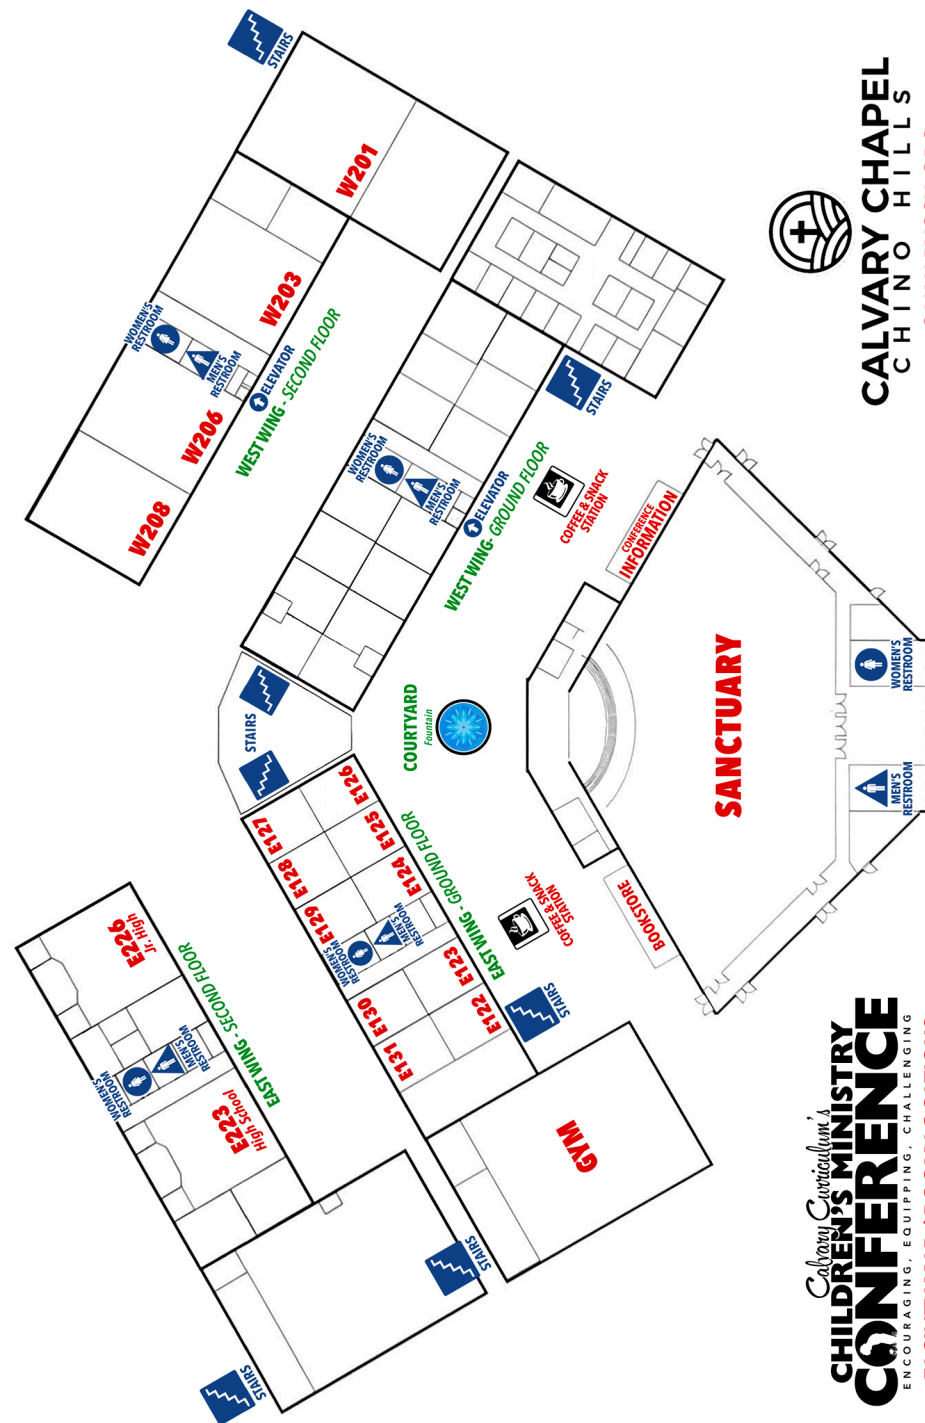 STAIRS
W201
W203
WOMEN'S
RESTROOM
MEN'S
RESTROOM
ELEVATOR
WEST WING - SECOND FLOOR
W206
W208
STAIRS
WOMEN'S
RESTROOM
MEN'S
RESTROOM
ELEVATOR
WEST WING- GROUND FLOOR
COFFEE & SNACK
STATION
CONFERENCE
INFORMATION
STAIRS
COURTYARD
Fountain
SANCTUARY
WOMEN'S
RESTROOM
MEN'S
RESTROOM
E126
E127
E125
E128
E124
E129
WOMEN'S
RESTROOM
MEN'S
RESTROOM
EAST WING - GROUND FLOOR
E123
E130
E122
E131
COFFEE & SNACK
STATION
BOOKSTORE
STAIRS
GYM
E226
Jr. High
EAST WING - SECOND FLOOR
WOMEN'S
RESTROOM
MEN'S
RESTROOM
E223
High School
STAIRS
STAIRS
CALVARY CHAPEL
CHINO HILLS
Calvary Curriculum's
CHILDREN'S MINISTRY
CONFERENCE
ENCOURAGING, EQUIPPING, CHALLENGING